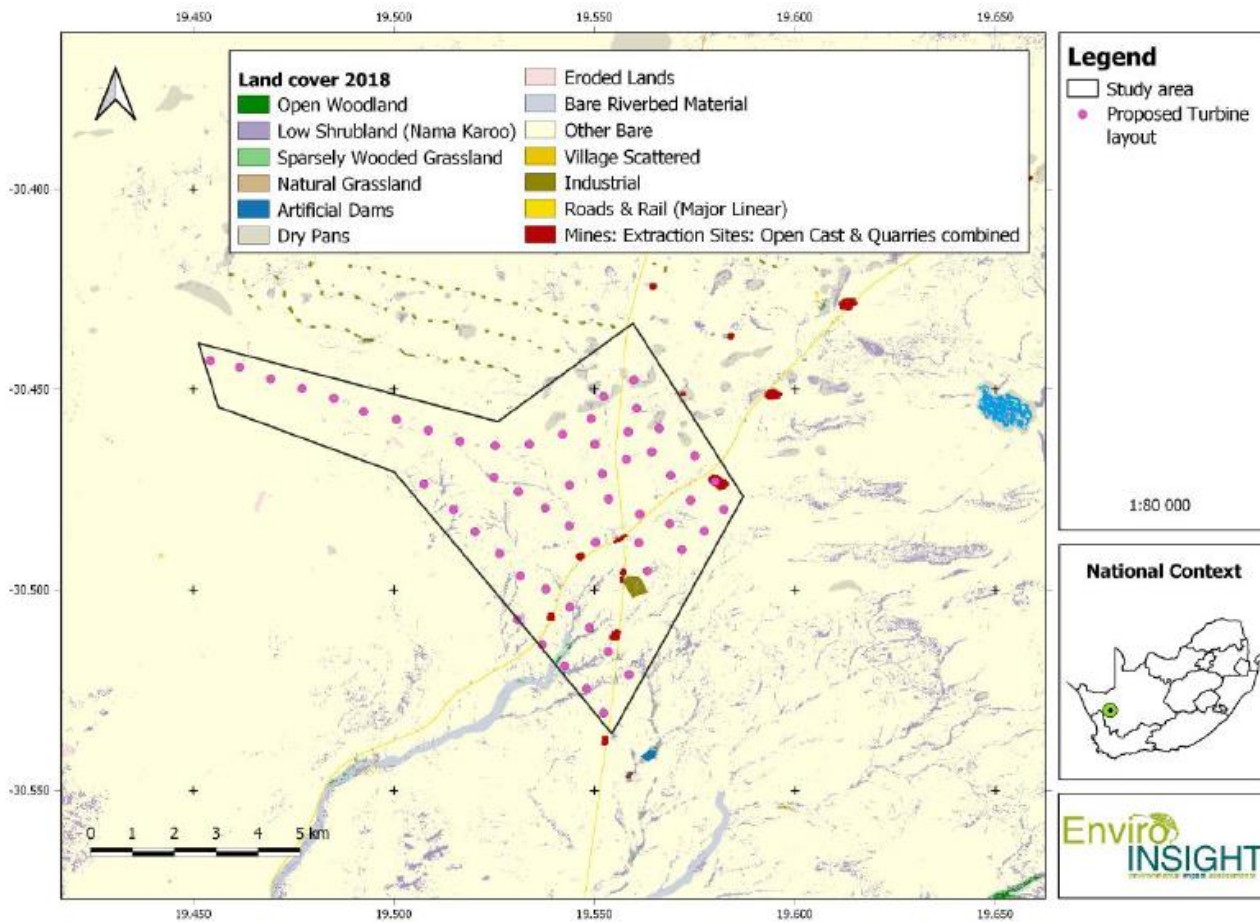 19.450 19.500 19.550 19.600 19.650
Land cover 2018
Open Woodland
Low Shrubland (Nama Karoo)
Sparsely Wooded Grassland
Natural Grassland
Artificial Dams
Dry Pans
Eroded Lands
Bare Riverbed Material
Other Bare
Village Scattered
Industrial
Roads & Rail (Major Linear)
Mines: Extraction Sites: Open Cast & Quarries combined
-30.400
-30.450
-30.500
-30.550
0 1 2 3 4 5 km
19.450 19.500 19.550 19.600 19.650
Legend
Study area
Proposed Turbine
layout
1:80 000
National Context
Enviro
INSIGHT
environmental impact assessments